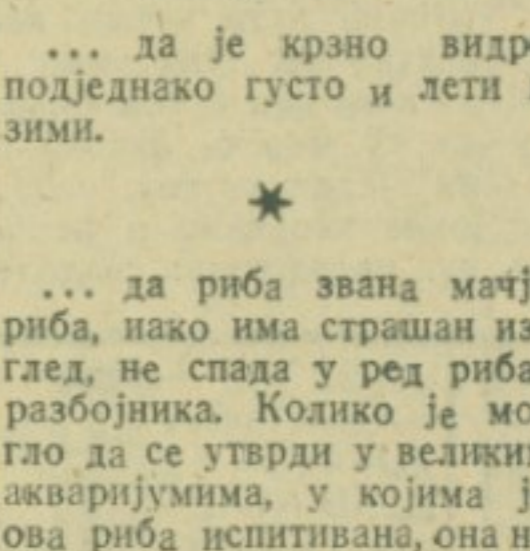 ... да је крзно видр
подједнако густо и лети
зими.
... да риба звана мачј
риба, иако има страшан из
глед, не спада у ред риба
разбојника. Колико је мо
гло да се утврди у велики
акваријумима, у којима ј
ова риба испитивана, она н